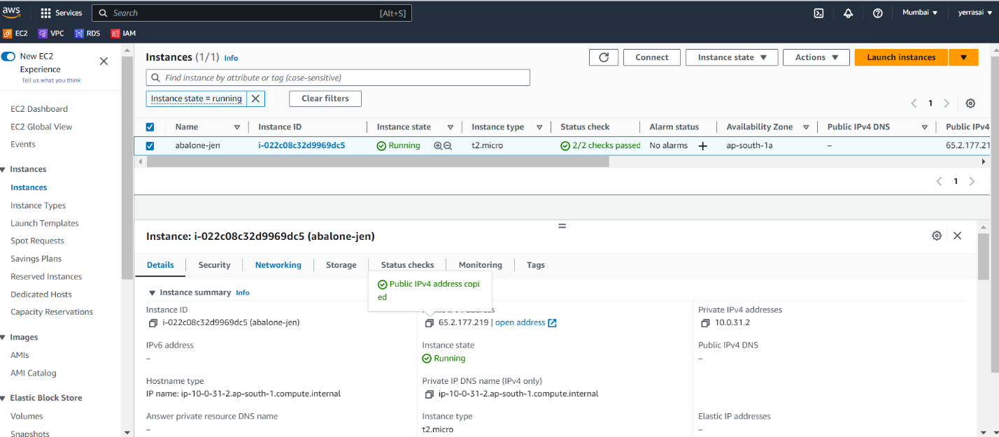 aws
Services
Search
[Alt+S]
Mumbai
yerrasai
EC2
VPC
RDS
IAM
New EC2
Experience
Tell us what you think
EC2 Dashboard
EC2 Global View
Events
Instances
Instances
Instance Types
Launch Templates
Spot Requests
Savings Plans
Reserved Instances
Dedicated Hosts
Capacity Reservations
Images
AMIs
AMI Catalog
Elastic Block Store
Volumes
Snapshots
Instances (1/1) Info
Connect
Instance state
Actions
Launch instances
Find instance by attribute or tag (case-sensitive)
Instance state = running
Clear filters
1
Name
Instance ID
Instance state
Instance type
Status check
Alarm status
Availability Zone
Public IPv4 DNS
Public IPv4
abalone-jen
i-022c08c32d9969dc5
Running
t2.micro
2/2 checks passed
No alarms
ap-south-1a
–
65.2.177.21
1
Instance: i-022c08c32d9969dc5 (abalone-jen)
Details
Security
Networking
Storage
Status checks
Monitoring
Tags
Public IPv4 address copi
ed
Instance summary Info
Instance ID
i-022c08c32d9969dc5 (abalone-jen)
65.2.177.219 | open address
Private IPv4 addresses
10.0.31.2
IPv6 address
–
Instance state
Running
Public IPv4 DNS
–
Hostname type
IP name: ip-10-0-31-2.ap-south-1.compute.internal
Private IP DNS name (IPv4 only)
ip-10-0-31-2.ap-south-1.compute.internal
Answer private resource DNS name
–
Instance type
t2.micro
Elastic IP addresses
–